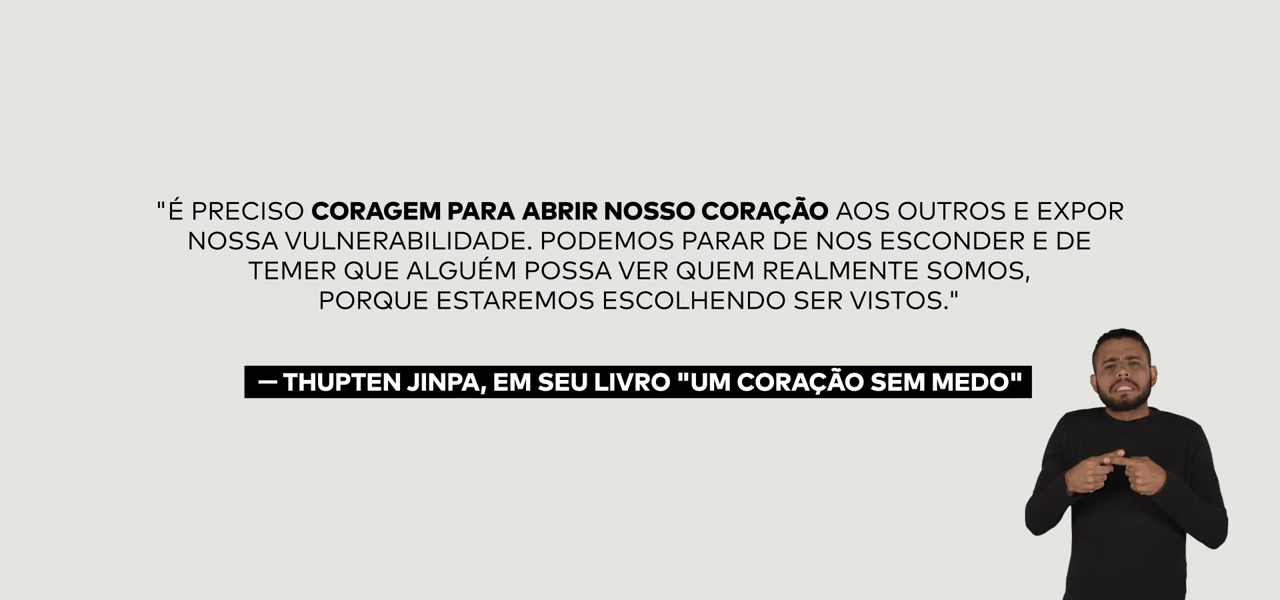 "É PRECISO CORAGEM PARA ABRIR NOSSO CORAÇÃO AOS OUTROS E EXPOR
NOSSA VULNERABILIDADE. PODEMOS PARAR DE NOS ESCONDER E DE
TEMER QUE ALGUÉM POSSA VER QUEM REALMENTE SOMOS,
PORQUE ESTAREMOS ESCOLHENDO SER VISTOS."
— THUPTEN JINPA, EM SEU LIVRO "UM CORAÇÃO SEM MEDO"